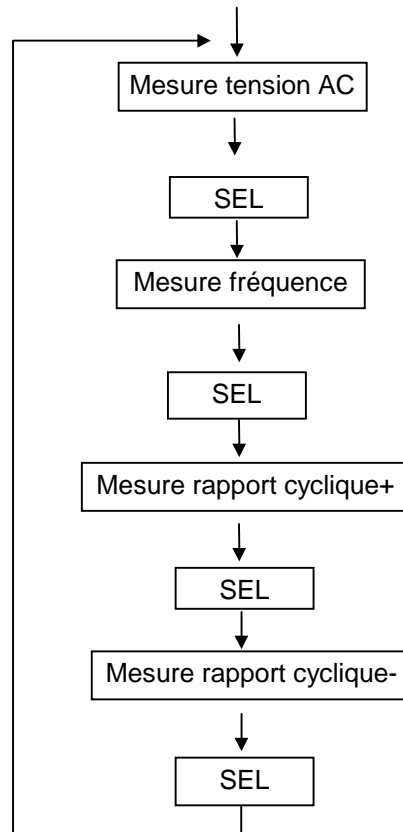 Mesure tension AC
SEL
Mesure fréquence
SEL
Mesure rapport cyclique+
SEL
Mesure rapport cyclique-
SEL